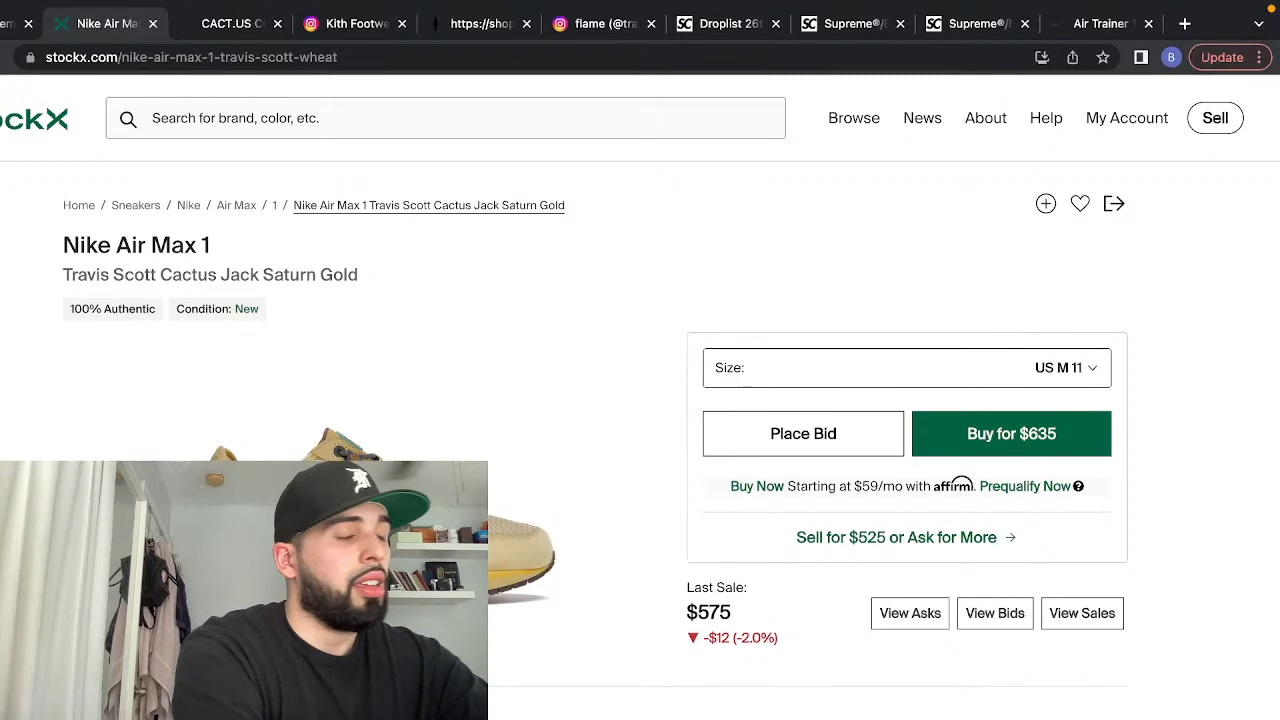 em
Nike Air Ma
CACT.US C
Kith Footwe
https://shop
flame (@tra
Droplist 26t
Supreme®/
Supreme®/
Air Trainer 1
stockx.com/nike-air-max-1-travis-scott-wheat
B
Update
ockX
Search for brand, color, etc.
Browse
News
About
Help
My Account
Sell
Home / Sneakers / Nike / Air Max / 1 / Nike Air Max 1 Travis Scott Cactus Jack Saturn Gold
Nike Air Max 1
Travis Scott Cactus Jack Saturn Gold
100% Authentic
Condition: New
Size:
US M 11
Place Bid
Buy for $635
Buy Now Starting at $59/mo with affirm. Prequalify Now
Sell for $525 or Ask for More
Last Sale:
$575
-$12 (-2.0%)
View Asks
View Bids
View Sales